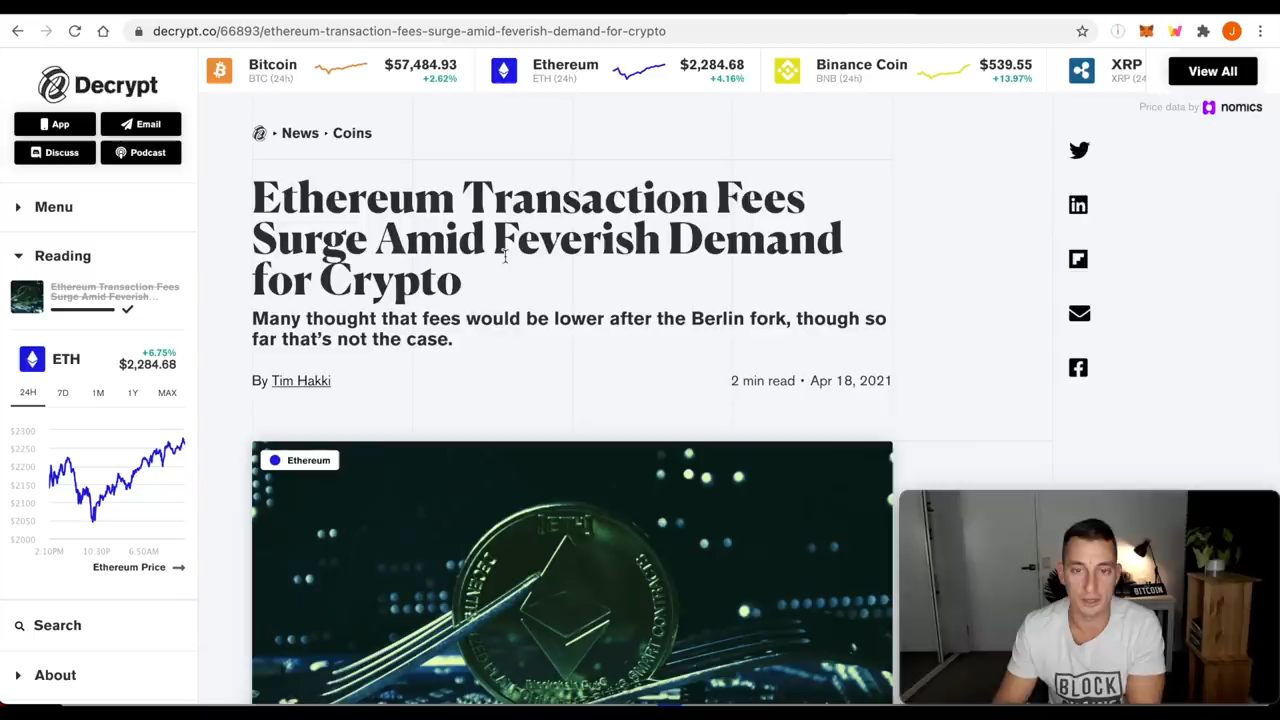 decrypt.co/66893/ethereum-transaction-fees-surge-amid-feverish-demand-for-crypto
J
Decrypt
App
Email
Discuss
Podcast
Menu
Reading
Ethereum Transaction Fees
Surge Amid Feverish…
ETH
+6.75%
$2,284.68
24H 7D 1M 1Y MAX
$2300
$2250
$2200
$2150
$2100
$2050
$2000
2:10PM 10:30P 6:50AM
Ethereum Price
Search
About
Bitcoin $57,484.93
BTC (24h) +2.62%
Ethereum $2,284.68
ETH (24h) +4.16%
Binance Coin $539.55
BNB (24h) +13.97%
XRP
XRP (24
View All
Price data by nomics
News Coins
Ethereum Transaction Fees
Surge Amid Feverish Demand
for Crypto
Many thought that fees would be lower after the Berlin fork, though so
far that's not the case.
By Tim Hakki
2 min read • Apr 18, 2021
Ethereum
BITCOIN
BLOCK